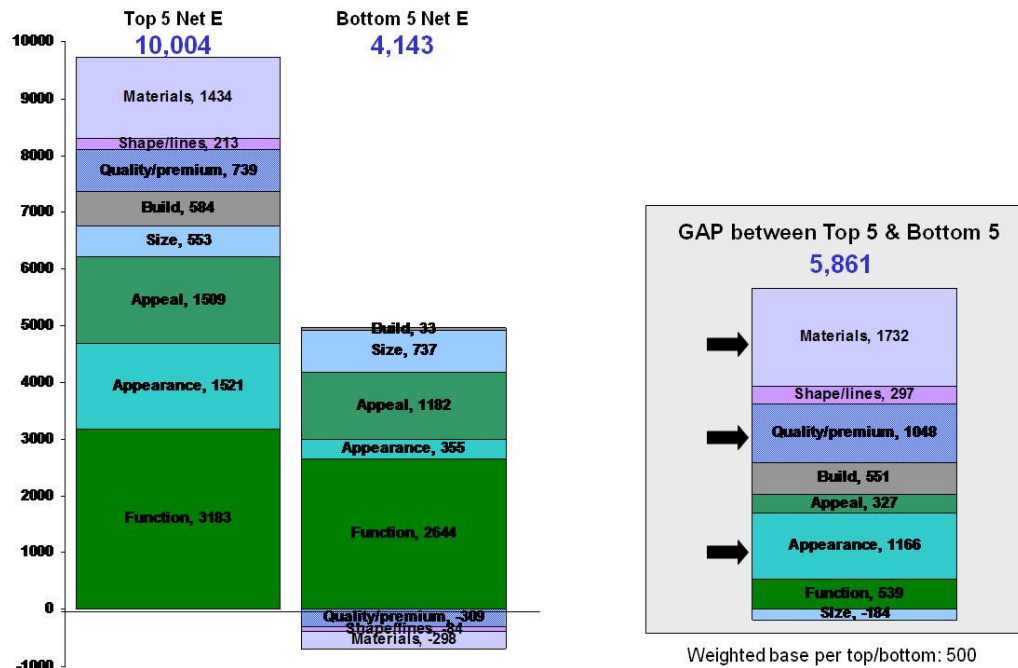 Top 5 Net E
10,004
Bottom 5 Net E
4,143
10000
9000
8000
7000
6000
5000
4000
3000
2000
1000
0
-1000
Materials, 1434
Shape/lines, 213
Quality/premium, 739
Build, 584
Size, 553
Appeal, 1509
Appearance, 1521
Function, 3183
Build, 33
Size, 737
Appeal, 1182
Appearance, 355
Function, 2644
Quality/premium, -309
Shape/lines, -84
Materials, -298
GAP between Top 5 & Bottom 5
5,861
Materials, 1732
Shape/lines, 297
Quality/premium, 1048
Build, 551
Appeal, 327
Appearance, 1166
Function, 539
Size, -184
Weighted base per top/bottom: 500